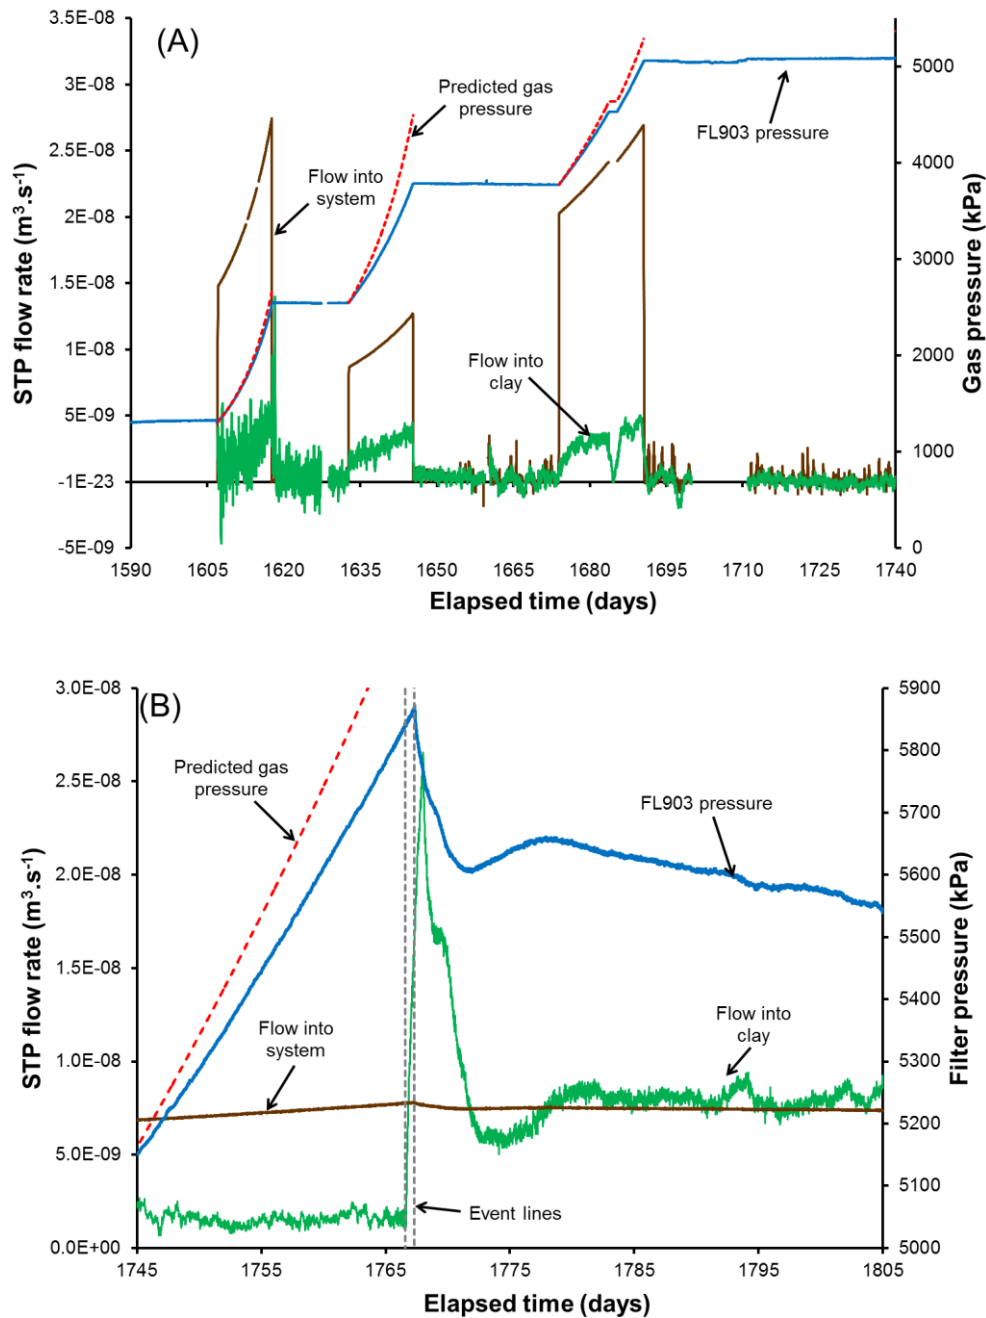 (A)
3.5E-08
3E-08
2.5E-08
2E-08
1.5E-08
1E-08
5E-09
-1E-23
-5E-09
STP flow rate (m³.s⁻¹)
5000
4000
3000
2000
1000
0
Gas pressure (kPa)
Predicted gas
pressure
FL903 pressure
Flow into
system
Flow into
clay
1590 1605 1620 1635 1650 1665 1680 1695 1710 1725 1740
Elapsed time (days)
(B)
3.0E-08
2.5E-08
2.0E-08
1.5E-08
1.0E-08
5.0E-09
0.0E+00
STP flow rate (m³.s⁻¹)
5900
5800
5700
5600
5500
5400
5300
5200
5100
5000
Filter pressure (kPa)
Predicted gas
pressure
FL903 pressure
Flow into
system
Flow into
clay
Event lines
1745 1755 1765 1775 1785 1795 1805
Elapsed time (days)